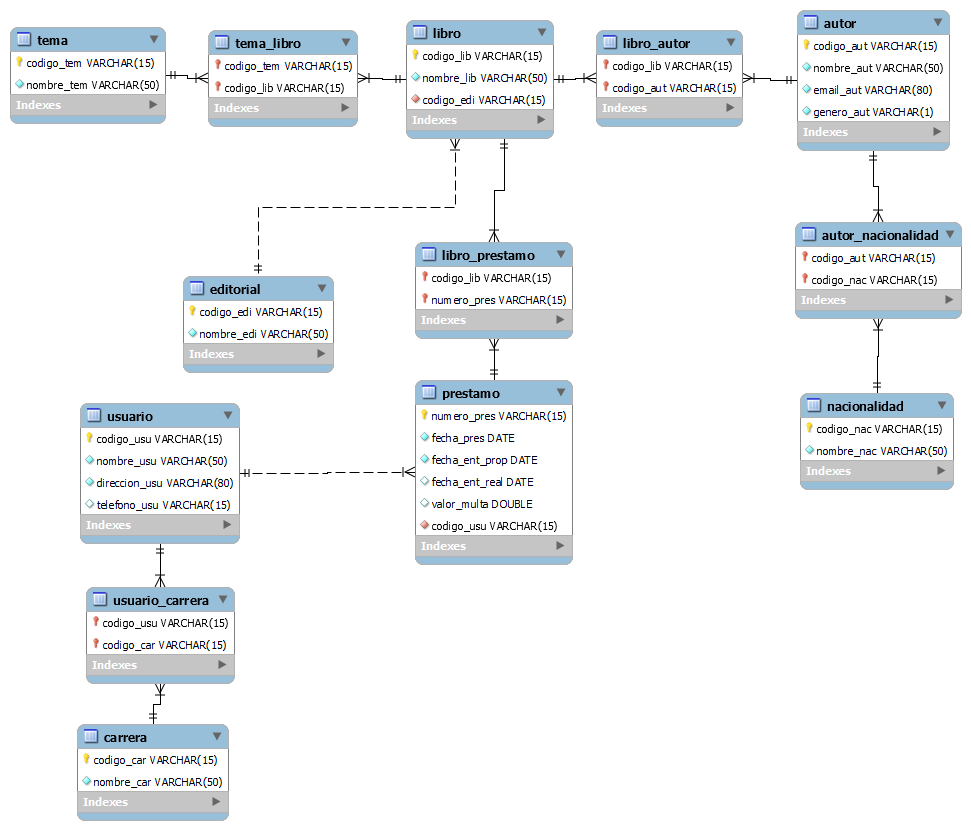 tema
codigo_tem VARCHAR(15)
nombre_tem VARCHAR(50)
Indexes
tema_libro
codigo_tem VARCHAR(15)
codigo_lib VARCHAR(15)
Indexes
libro
codigo_lib VARCHAR(15)
nombre_lib VARCHAR(50)
codigo_edi VARCHAR(15)
Indexes
libro_autor
codigo_lib VARCHAR(15)
codigo_aut VARCHAR(15)
Indexes
autor
codigo_aut VARCHAR(15)
nombre_aut VARCHAR(50)
email_aut VARCHAR(80)
genero_aut VARCHAR(1)
Indexes
editorial
codigo_edi VARCHAR(15)
nombre_edi VARCHAR(50)
Indexes
libro_prestamo
codigo_lib VARCHAR(15)
numero_pres VARCHAR(15)
Indexes
autor_nacionalidad
codigo_aut VARCHAR(15)
codigo_nac VARCHAR(15)
Indexes
usuario
codigo_usu VARCHAR(15)
nombre_usu VARCHAR(50)
direccion_usu VARCHAR(80)
telefono_usu VARCHAR(15)
Indexes
prestamo
numero_pres VARCHAR(15)
fecha_pres DATE
fecha_ent_prop DATE
fecha_ent_real DATE
valor_multa DOUBLE
codigo_usu VARCHAR(15)
Indexes
nacionalidad
codigo_nac VARCHAR(15)
nombre_nac VARCHAR(50)
Indexes
usuario_carrera
codigo_usu VARCHAR(15)
codigo_car VARCHAR(15)
Indexes
carrera
codigo_car VARCHAR(15)
nombre_car VARCHAR(50)
Indexes